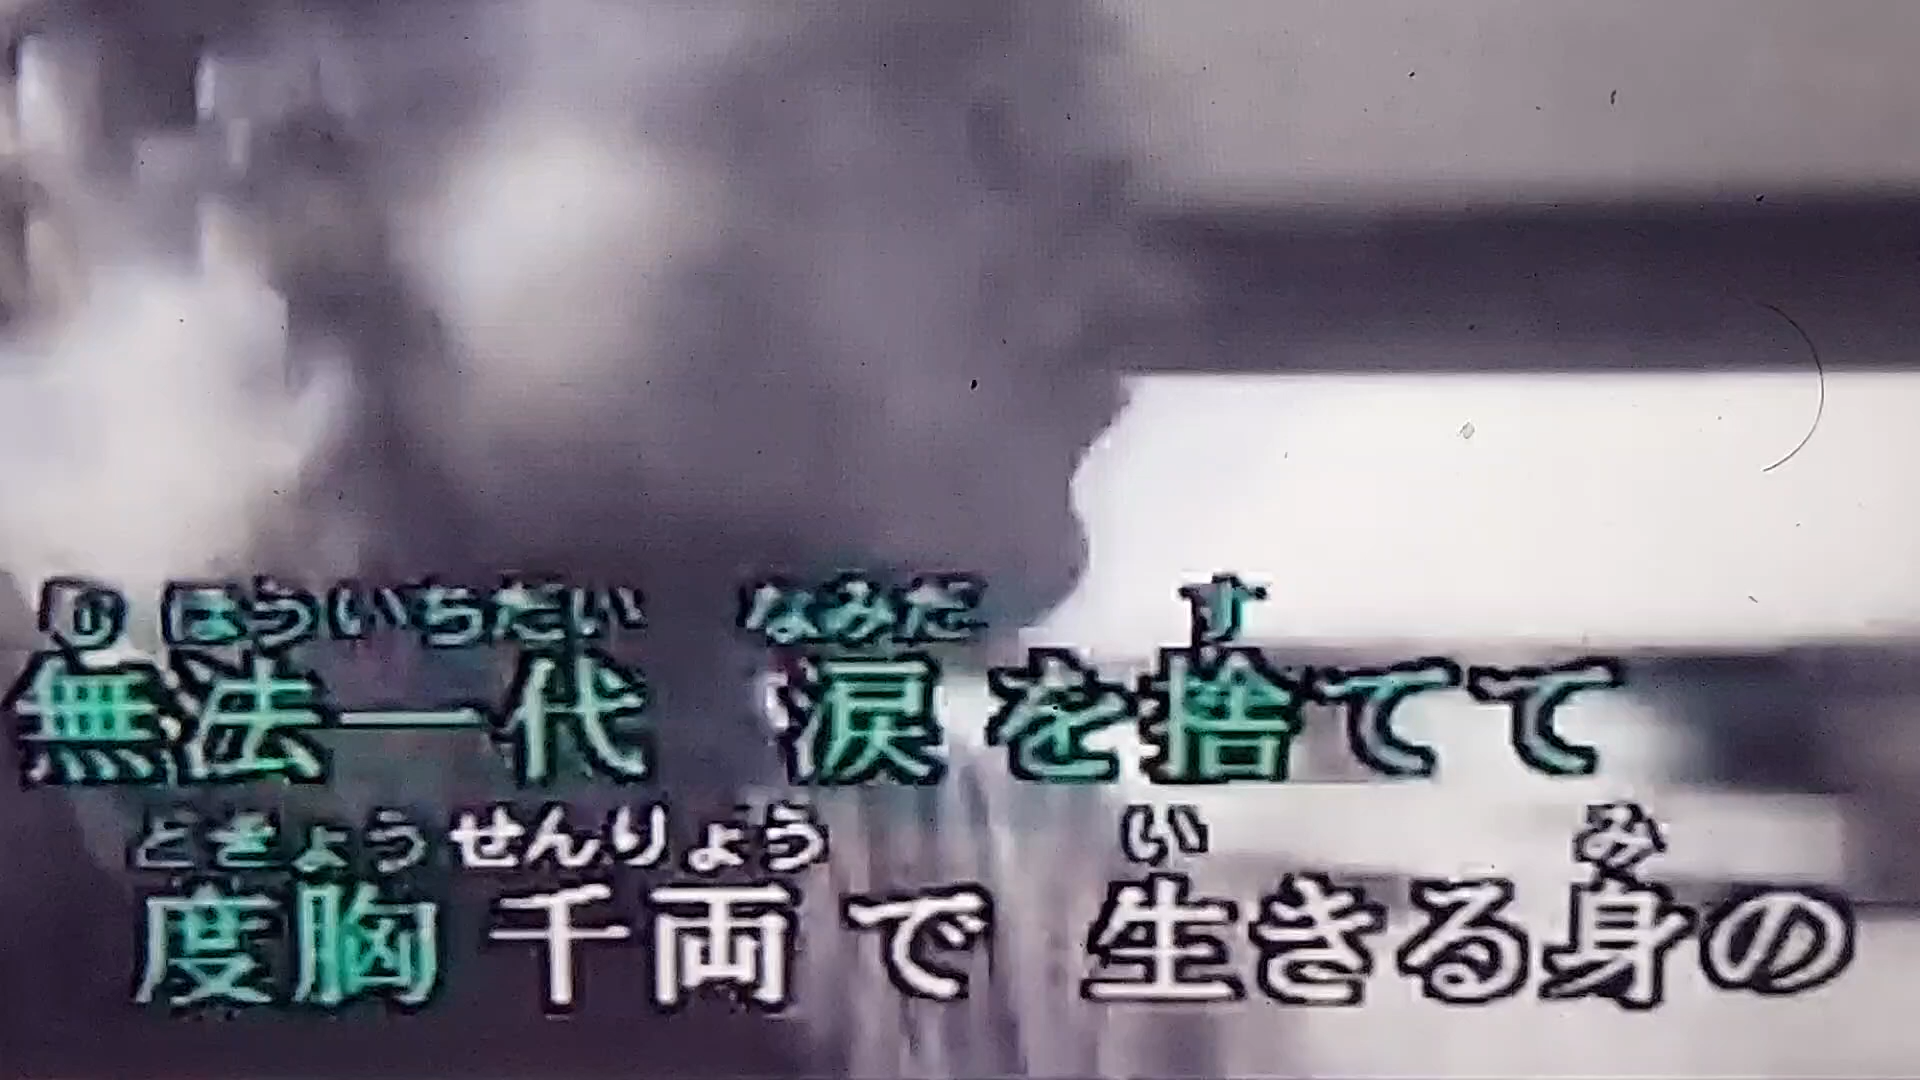 むほういちだい なみだ す
無法一代 涙を捨てて
どきょうせんりょう い み
度胸千両で 生きる身の